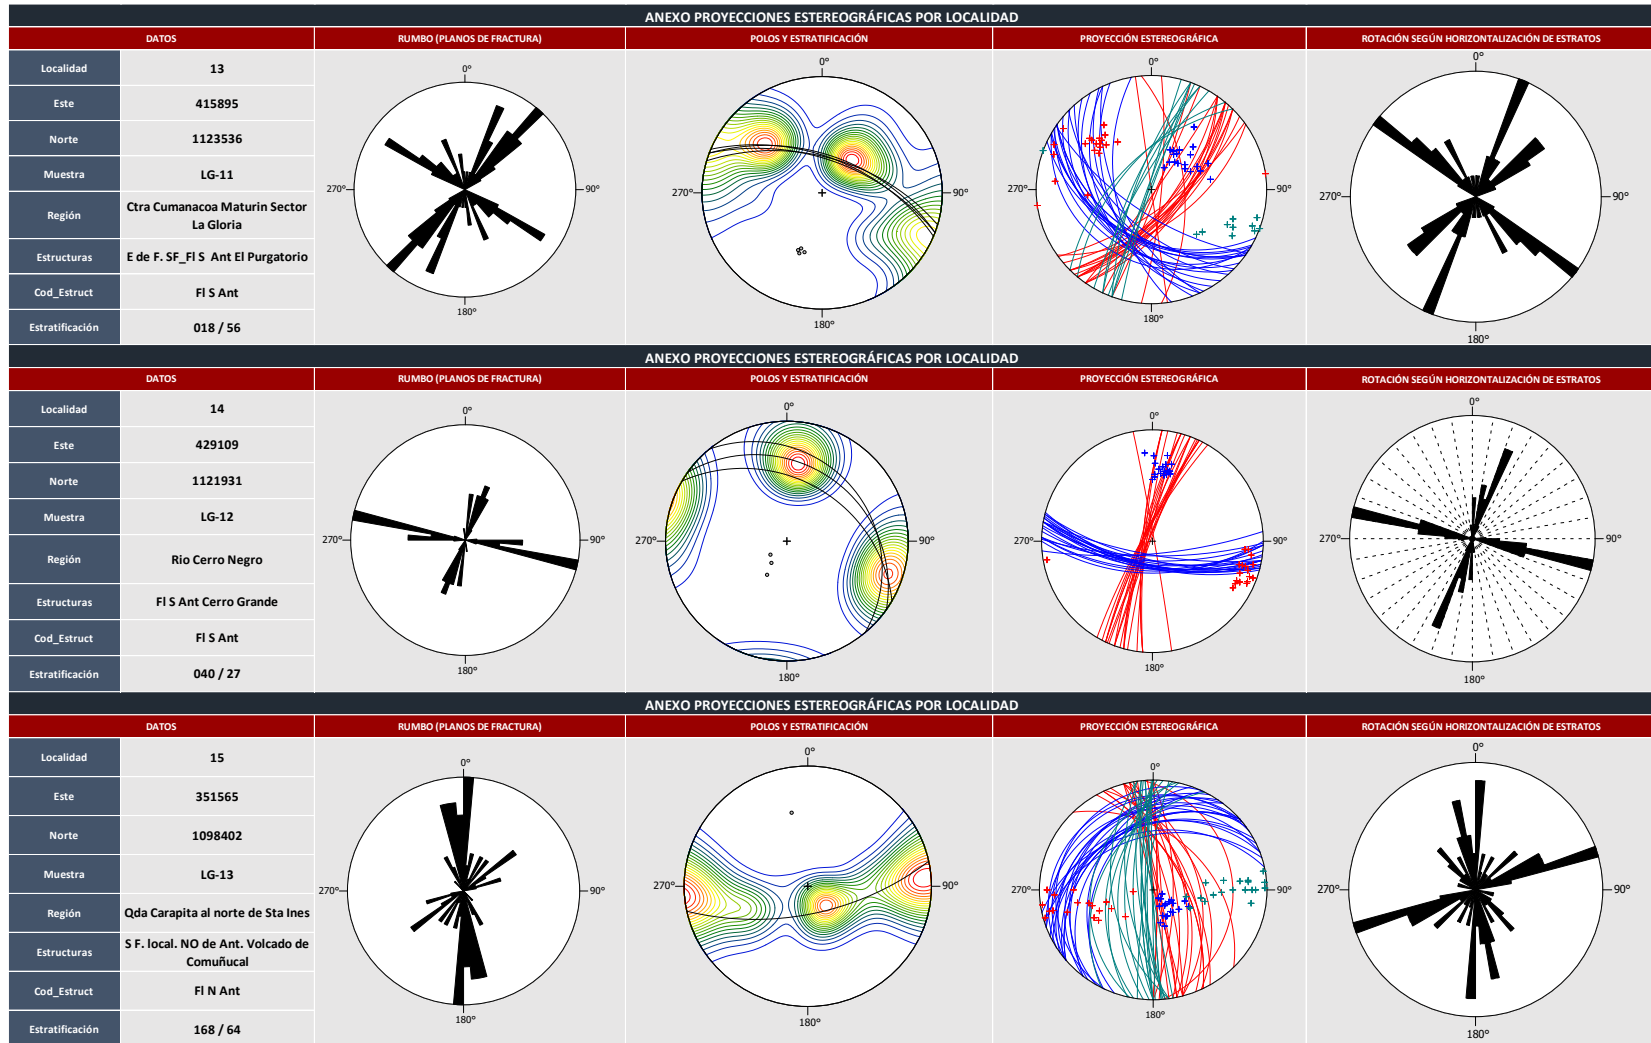 ANEXO PROYECCIONES ESTEREOGRÁFICAS POR LOCALIDAD
DATOS
RUMBO (PLANOS DE FRACTURA)
POLOS Y ESTRATIFICACIÓN
PROYECCIÓN ESTEREOGRÁFICA
ROTACIÓN SEGÚN HORIZONTALIZACIÓN DE ESTRATOS
Localidad 13
Este 415895
Norte 1123536
Muestra LG-11
Región Ctra Cumanacoa Maturin Sector
La Gloria
Estructuras E de F. SF_Fl S Ant El Purgatorio
Cod_Estruct Fl S Ant
Estratificación 018 / 56
0°
270°
90°
180°
0°
270°
90°
180°
0°
270°
90°
180°
0°
270°
90°
180°
ANEXO PROYECCIONES ESTEREOGRÁFICAS POR LOCALIDAD
DATOS
RUMBO (PLANOS DE FRACTURA)
POLOS Y ESTRATIFICACIÓN
PROYECCIÓN ESTEREOGRÁFICA
ROTACIÓN SEGÚN HORIZONTALIZACIÓN DE ESTRATOS
Localidad 14
Este 429109
Norte 1121931
Muestra LG-12
Región Rio Cerro Negro
Estructuras Fl S Ant Cerro Grande
Cod_Estruct Fl S Ant
Estratificación 040 / 27
0°
270°
90°
180°
0°
270°
90°
180°
0°
270°
90°
180°
0°
270°
90°
180°
ANEXO PROYECCIONES ESTEREOGRÁFICAS POR LOCALIDAD
DATOS
RUMBO (PLANOS DE FRACTURA)
POLOS Y ESTRATIFICACIÓN
PROYECCIÓN ESTEREOGRÁFICA
ROTACIÓN SEGÚN HORIZONTALIZACIÓN DE ESTRATOS
Localidad 15
Este 351565
Norte 1098402
Muestra LG-13
Región Qda Carapita al norte de Sta Ines
Estructuras S F. local. NO de Ant. Volcado de
Comuñucal
Cod_Estruct Fl N Ant
Estratificación 168 / 64
0°
270°
90°
180°
0°
270°
90°
180°
0°
270°
90°
180°
0°
270°
90°
180°